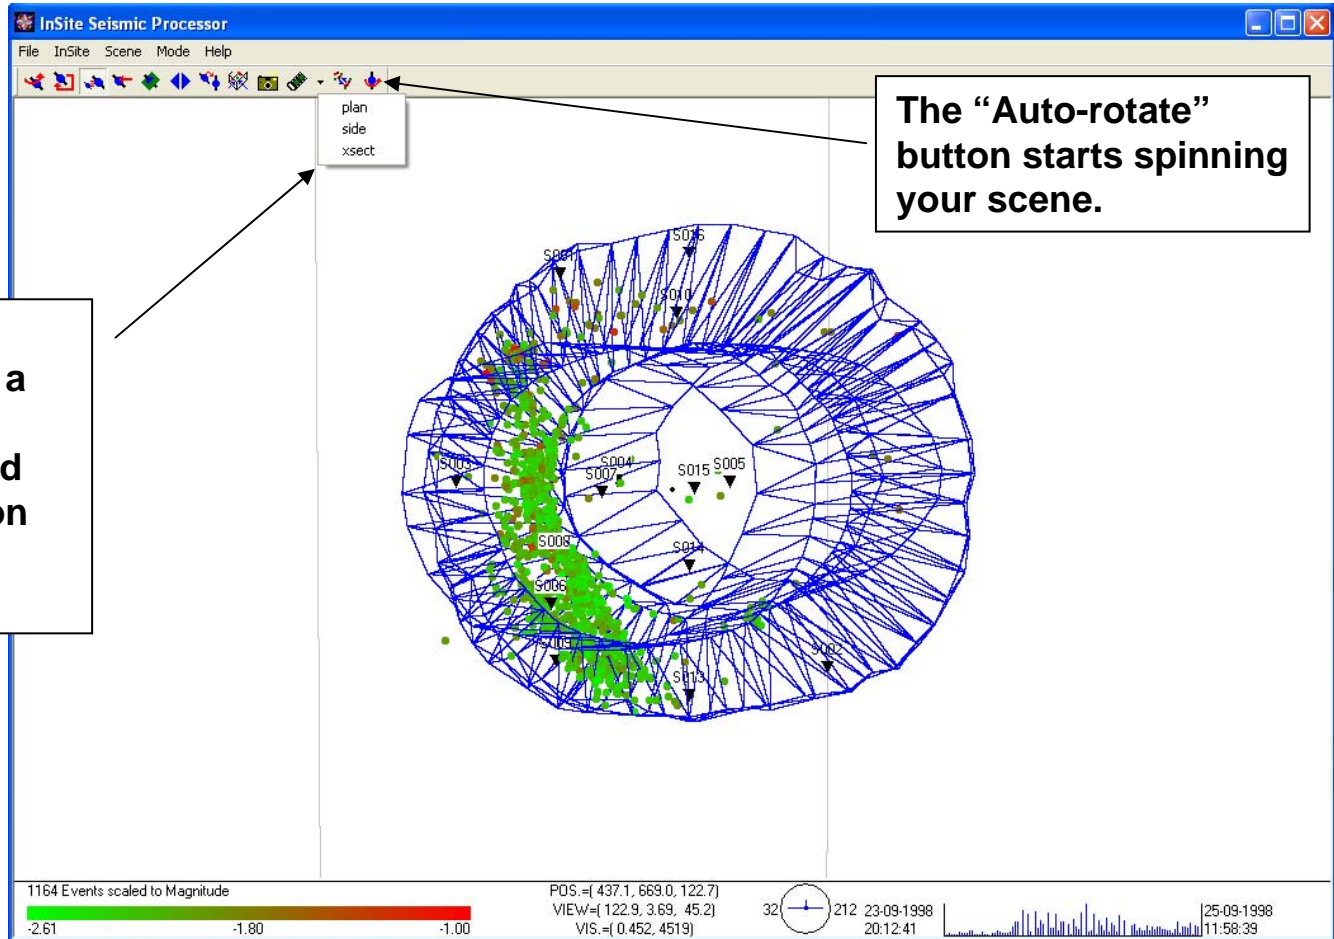 InSite Seismic Processor
File InSite Scene Mode Help
plan
side
xsect
The “Auto-rotate”
button starts spinning
your scene.
a
d
on
S016
S001
S010
S003
S004
S007
S015
S005
S008
S014
S006
S009
S002
S013
1164 Events scaled to Magnitude
-2.61 -1.80 -1.00
POS.=( 437.1, 669.0, 122.7)
VIEW=( 122.9, 3.69, 45.2)
VIS.=( 0.452, 4519)
32 212
23-09-1998
20:12:41
25-09-1998
11:58:39